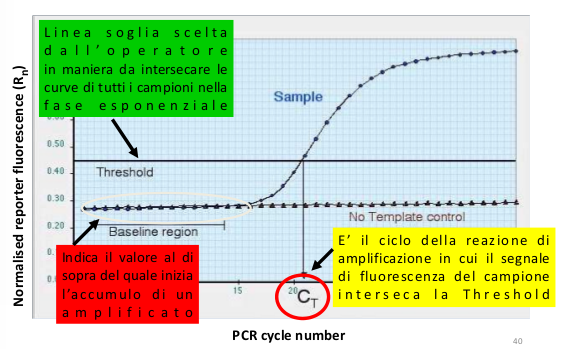 Linea soglia scelta
dall'operatore
in maniera da intersecare le
curve di tutti i campioni nella
fase esponenziale
Normalised reporter fluorescence (Rn)
Sample
0.60
0.50
Threshold
0.40
0.30
0.20
No Template control
Baseline region
Indica il valore al di
sopra del quale inizia
l'accumulo di un
amplificato
E' il ciclo della reazione di
amplificazione in cui il segnale
di fluorescenza del campione
interseca la Threshold
15
20
CT
PCR cycle number
40